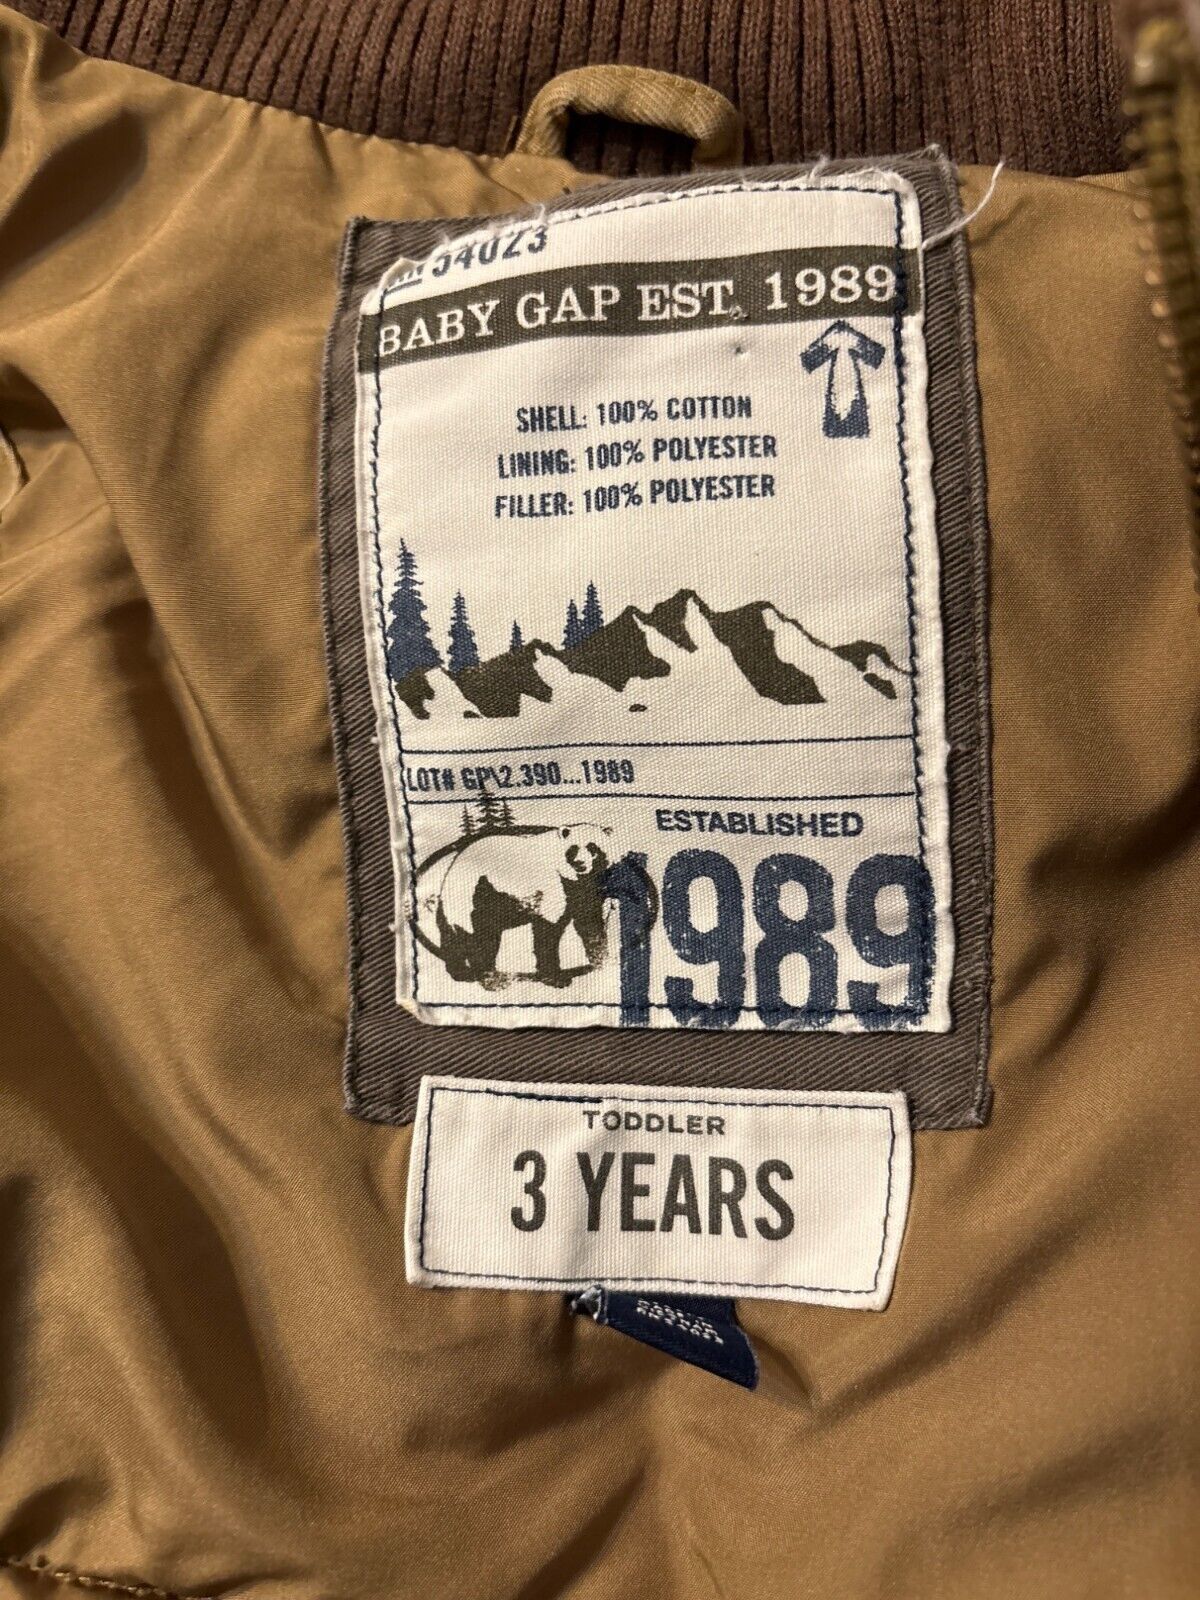 RN 54023
BABY GAP EST. 1989
SHELL: 100% COTTON
LINING: 100% POLYESTER
FILLER: 100% POLYESTER
LOT# GP\2.390...1989
ESTABLISHED
1989
TODDLER
3 YEARS